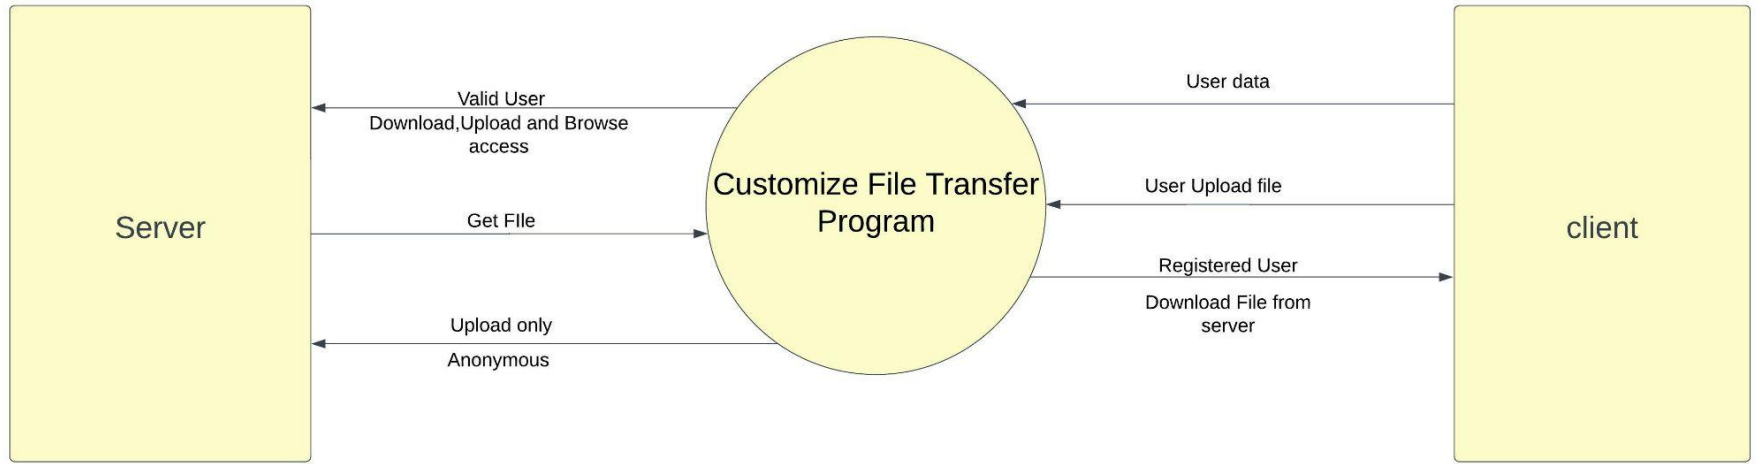 Server
Valid User
Download,Upload and Browse
access
Get FIle
Upload only
Anonymous
Customize File Transfer
Program
User data
User Upload file
Registered User
Download File from
server
client